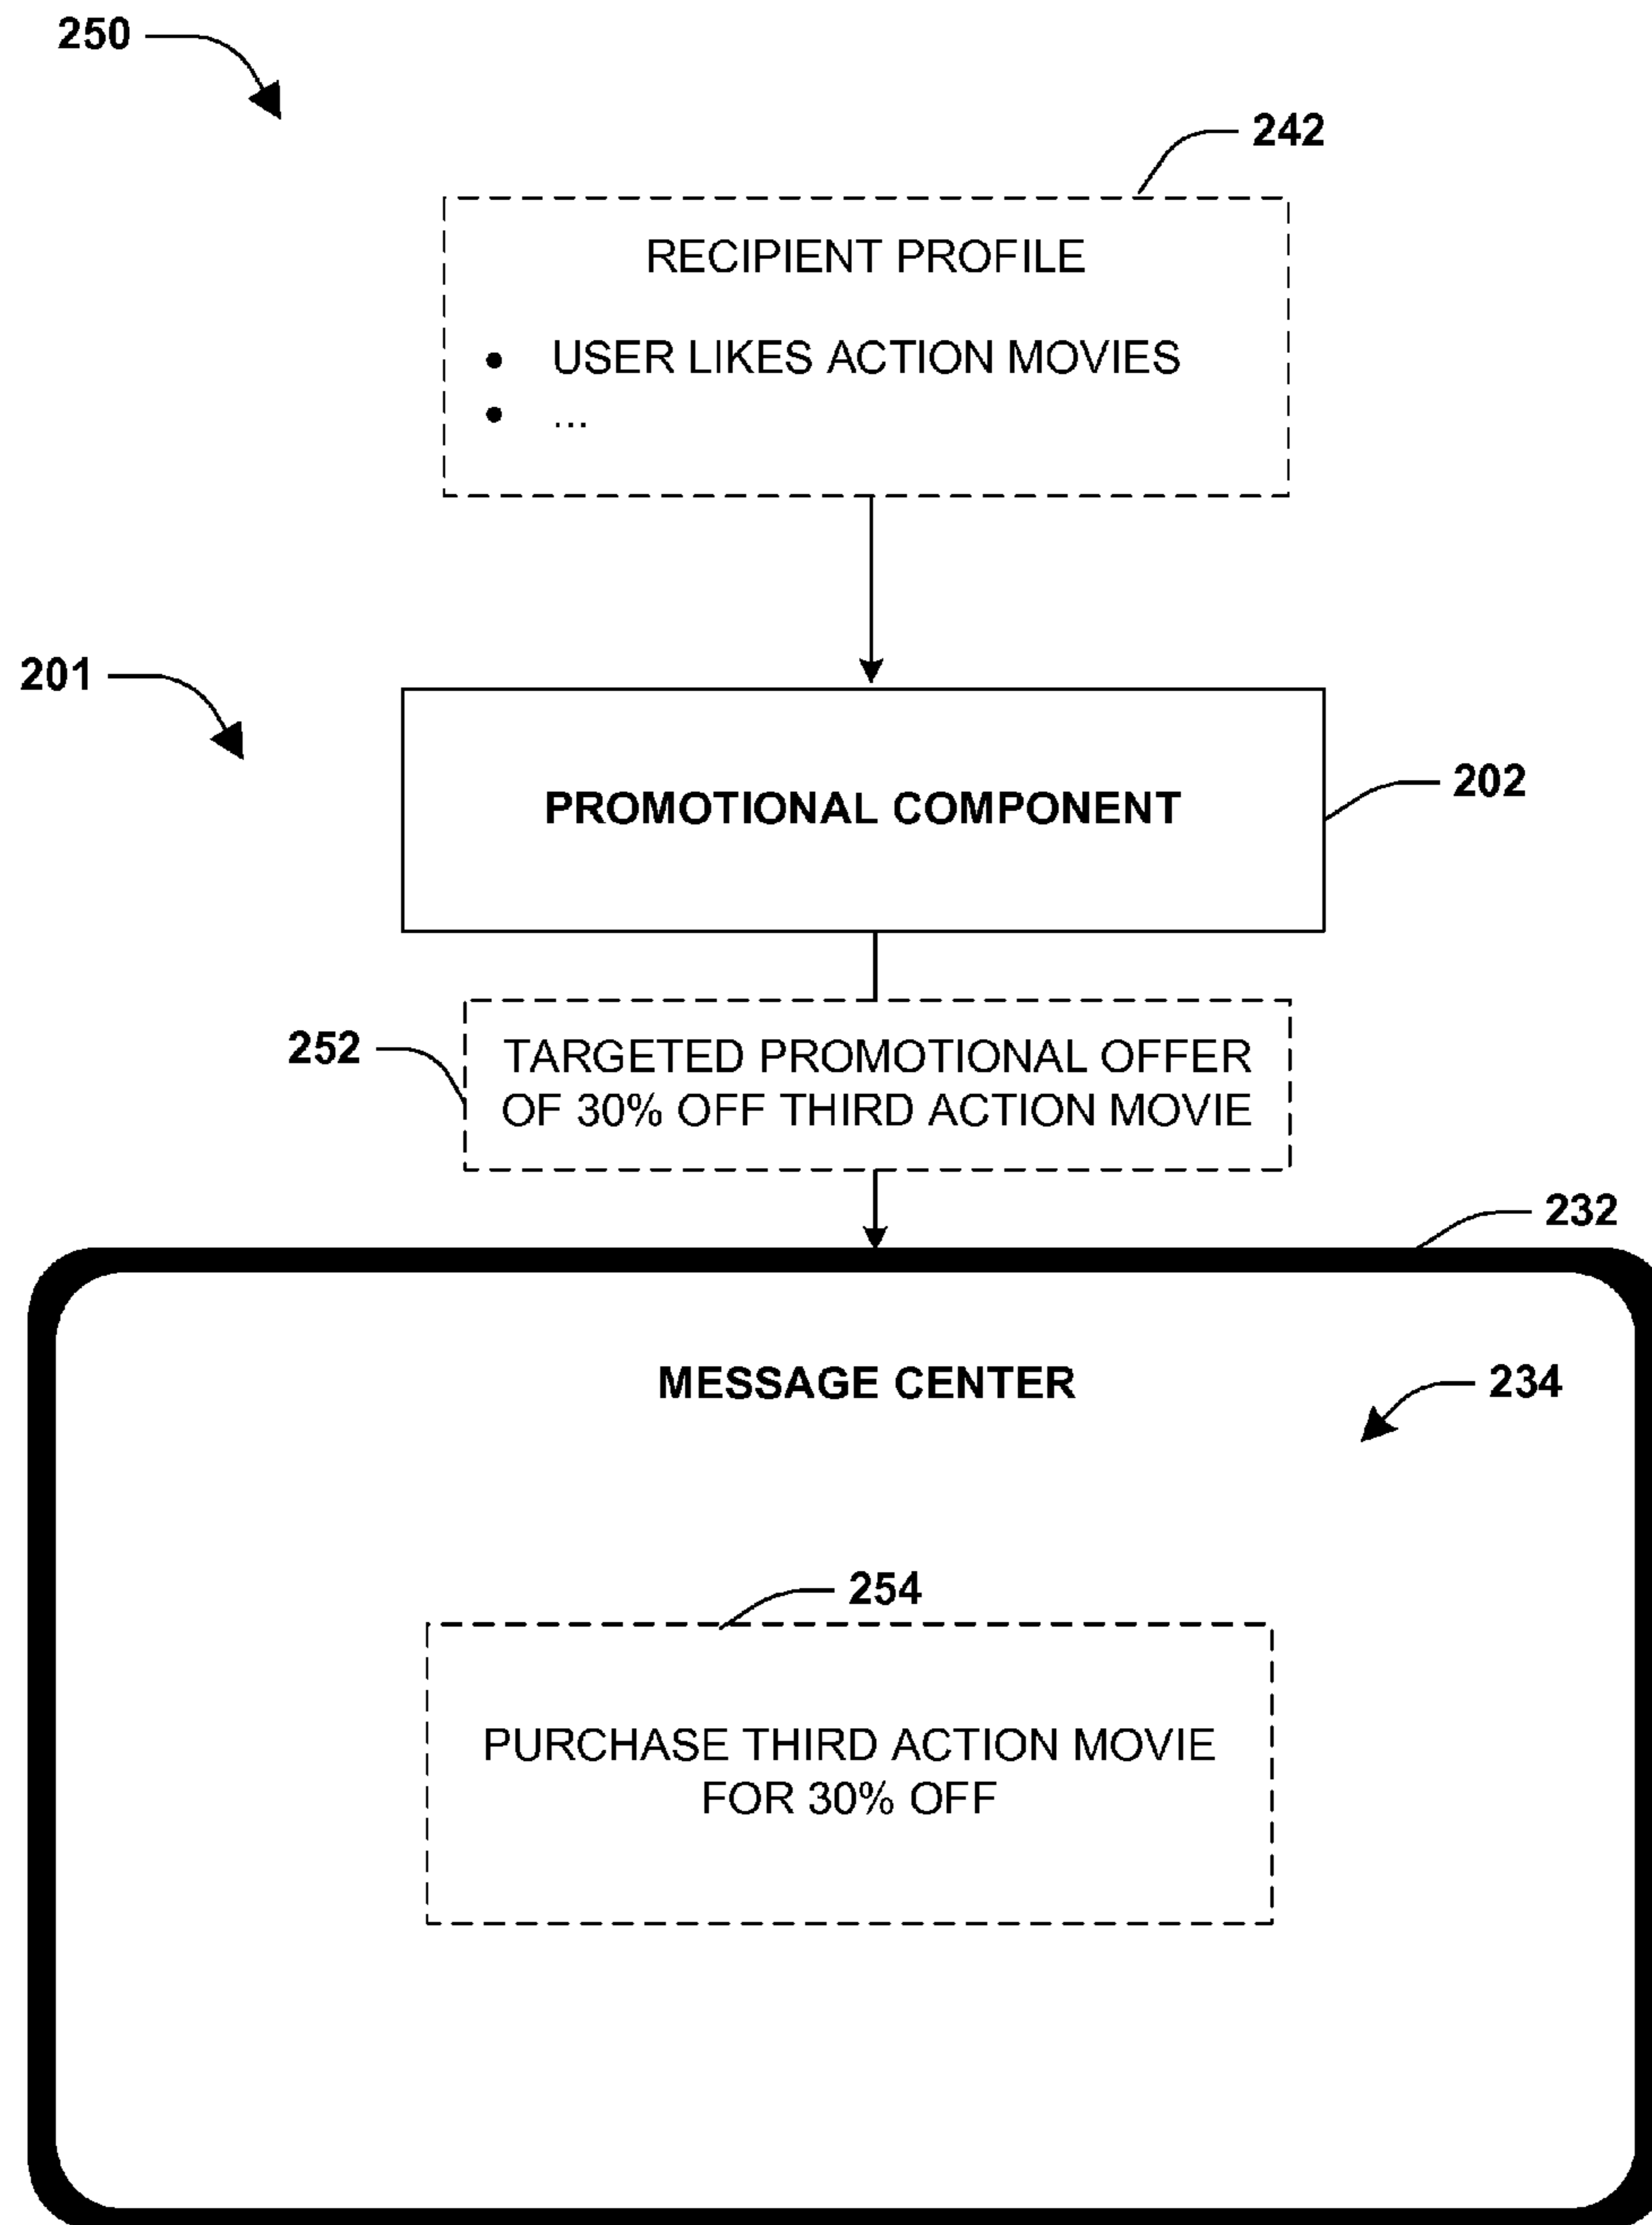 250
242
RECIPIENT PROFILE
• USER LIKES ACTION MOVIES
• ...
201
PROMOTIONAL COMPONENT
202
252
TARGETED PROMOTIONAL OFFER
OF 30% OFF THIRD ACTION MOVIE
232
MESSAGE CENTER
234
254
PURCHASE THIRD ACTION MOVIE
FOR 30% OFF